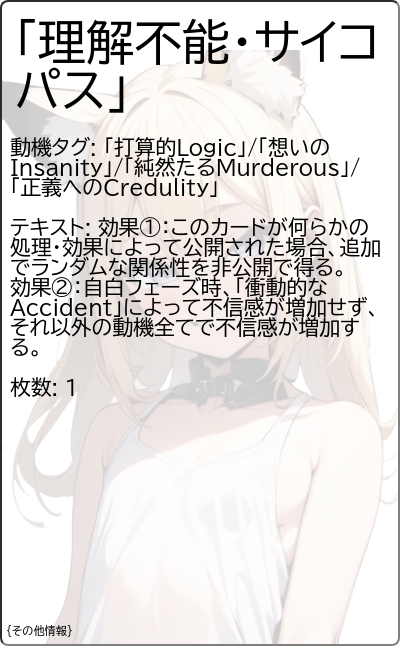 「理解不能・サイコ
パス」
動機タグ: 「打算的Logic」/「想いの
Insanity」/「純然たるMurderous」/
「正義へのCredulity」
テキスト: 効果①：このカードが何らかの
処理・効果によって公開された場合、追加
でランダムな関係性を非公開で得る。
効果②：自白フェーズ時、「衝動的な
Accident」によって不信感が増加せず、
それ以外の動機全てで不信感が増加す
る。
枚数: 1
{その他情報}